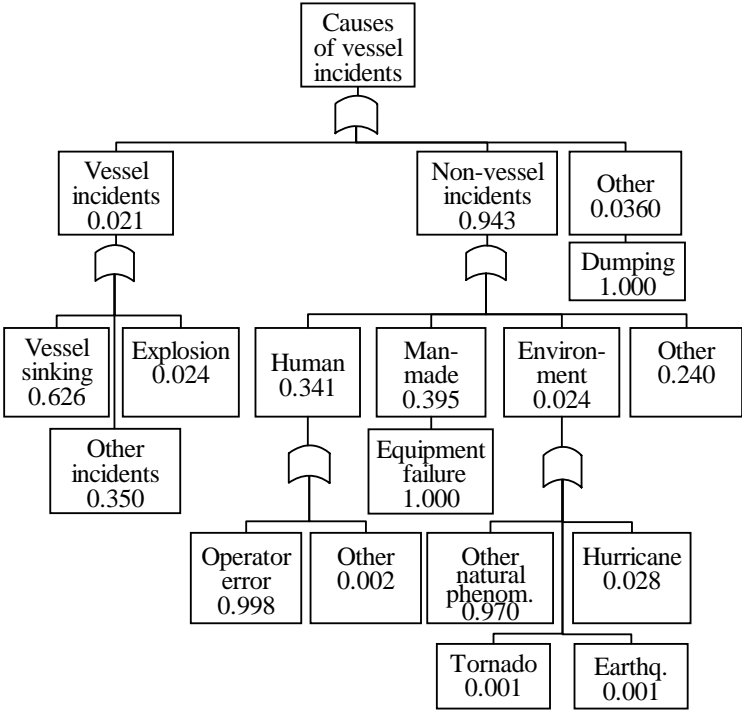 Causes
of vessel
incidents
Vessel
incidents
0.021
Non-vessel
incidents
0.943
Other
0.0360
Dumping
1.000
Vessel
sinking
0.626
Explosion
0.024
Other
incidents
0.350
Human
0.341
Man-
made
0.395
Environ-
ment
0.024
Other
0.240
Equipment
failure
1.000
Operator
error
0.998
Other
0.002
Other
natural
phenom.
0.970
Hurricane
0.028
Tornado
0.001
Earthq.
0.001